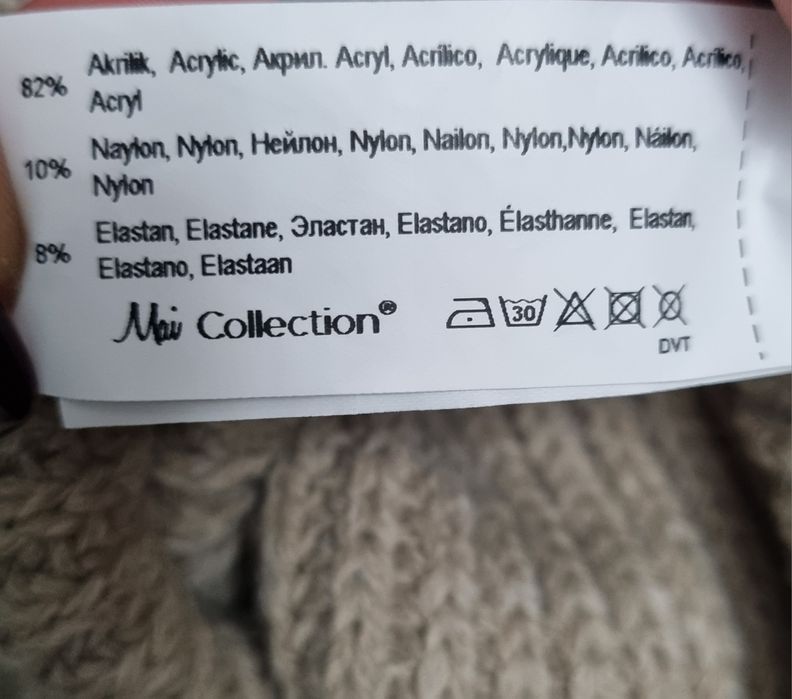 82% Akrilik, Acrylic, Акрил. Acryl, Acrílico, Acrylique, Acrilico, Acrílico,
Acryl
10% Naylon, Nylon, Нейлон, Nylon, Nailon, Nylon,Nylon, Náilon,
Nylon
8% Elastan, Elastane, Эластан, Elastano, Élasthanne, Elastan,
Elastano, Elastaan
Mai Collection®
30
DVT